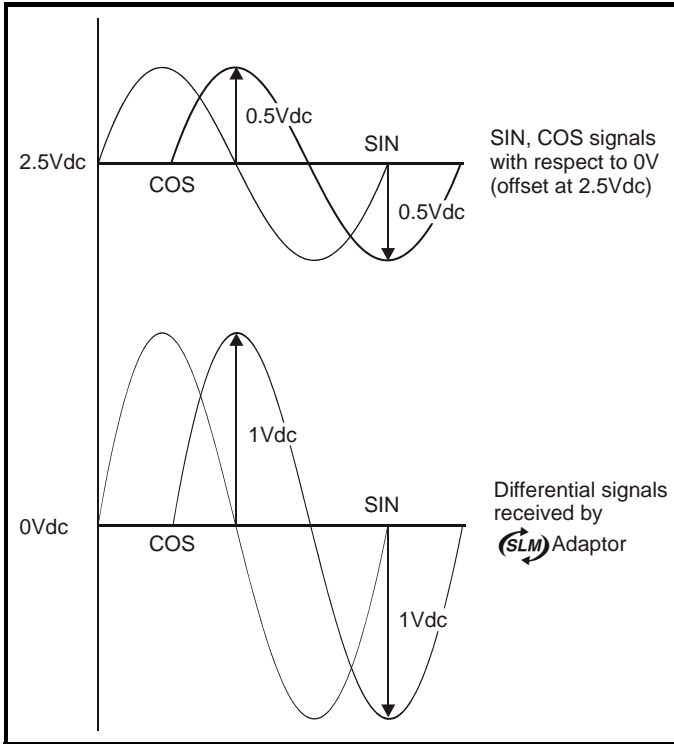 0.5Vdc
SIN
SIN, COS signals
with respect to 0V
(offset at 2.5Vdc)
2.5Vdc
COS
0.5Vdc
1Vdc
SIN
Differential signals
received by
SLM Adaptor
0Vdc
COS
1Vdc